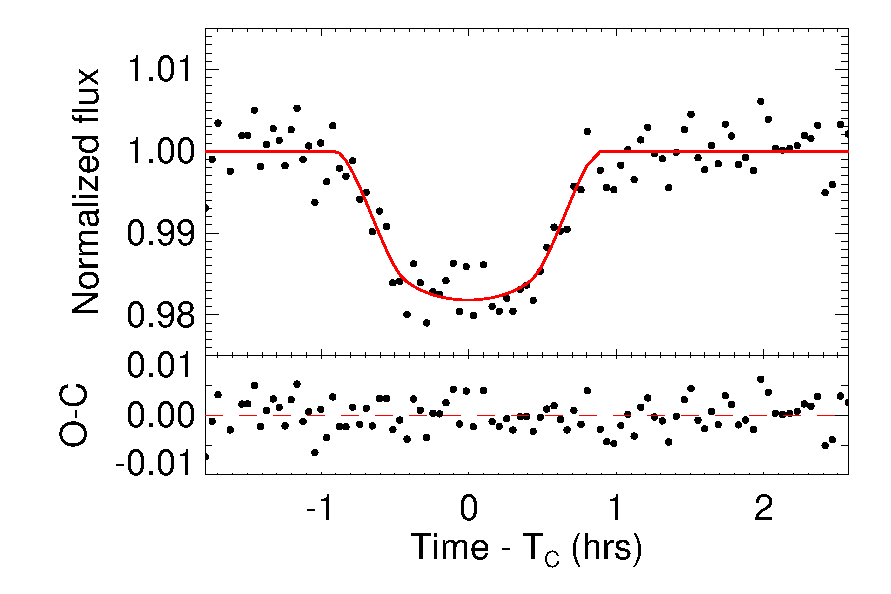 Normalized flux
1.01
1.00
0.99
0.98
O-C
0.01
0.00
-0.01
-1 0 1 2
Time - T_C (hrs)